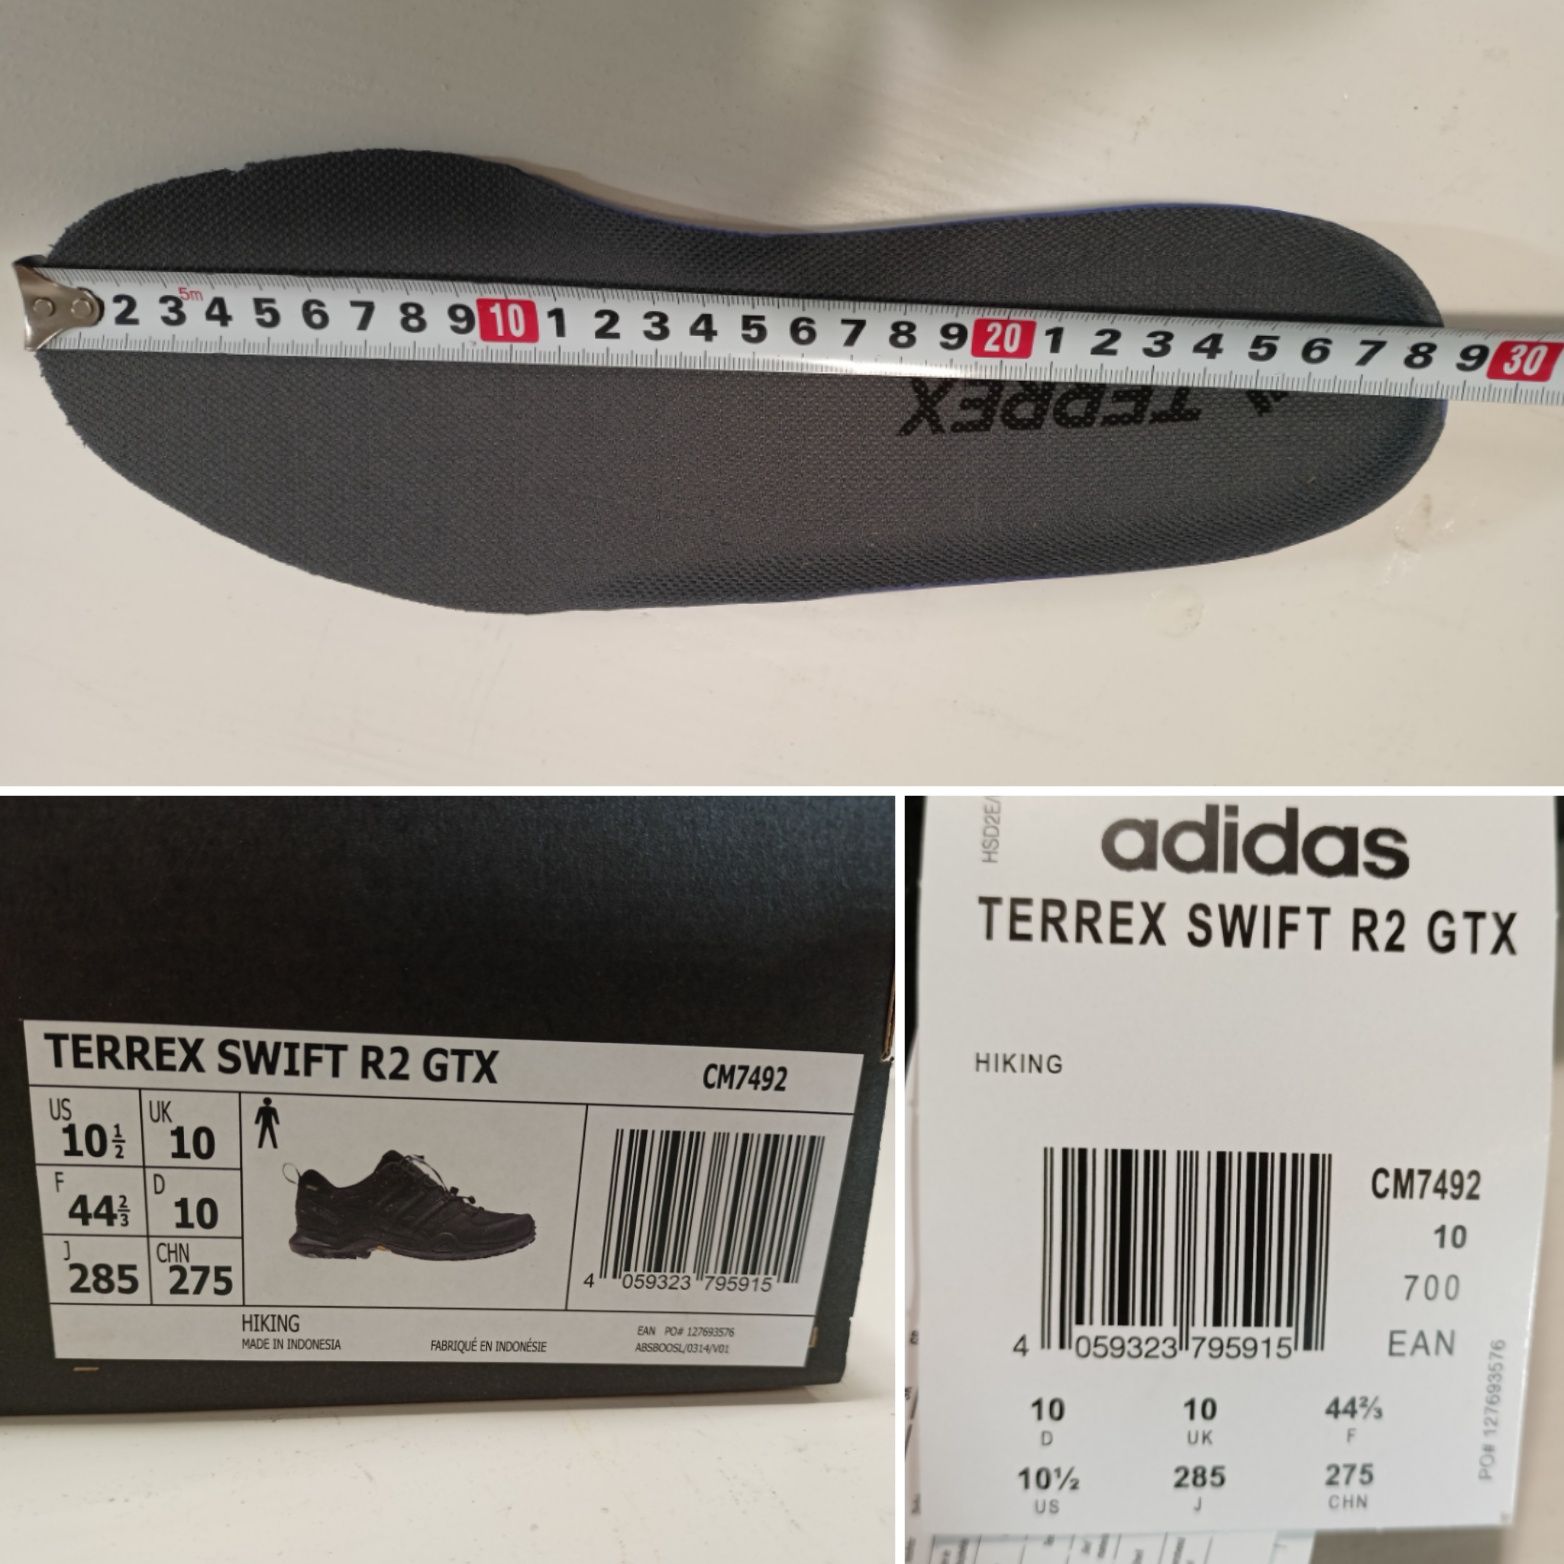 5m
2 3 4 5 6 7 8 9 10 1 2 3 4 5 6 7 8 9 20 1 2 3 4 5 6 7 8 9 30
TERREX
TERREX SWIFT R2 GTX
CM7492
US
10½
UK
10
F
44⅔
D
10
J
285
CHN
275
4 059323 795915
HIKING
MADE IN INDONESIA
FABRIQUÉ EN INDONÉSIE
EAN PO# 127693576
ABSBOOSL/0314/V01
HSD2E/
adidas
TERREX SWIFT R2 GTX
HIKING
CM7492
10
700
EAN
4 059323 795915
10 10 44⅔
D UK F
10½ 285 275
US J CHN
PO# 127693576